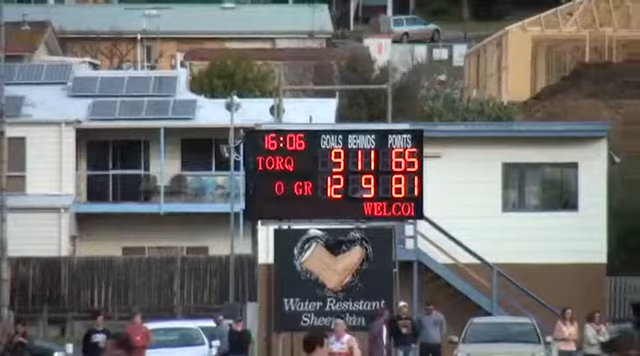 16:06 GOALS BEHINDS POINTS
TORQ 9 11 65
O GR 12 9 81
WELCO
Water Resistant
Sheepskin